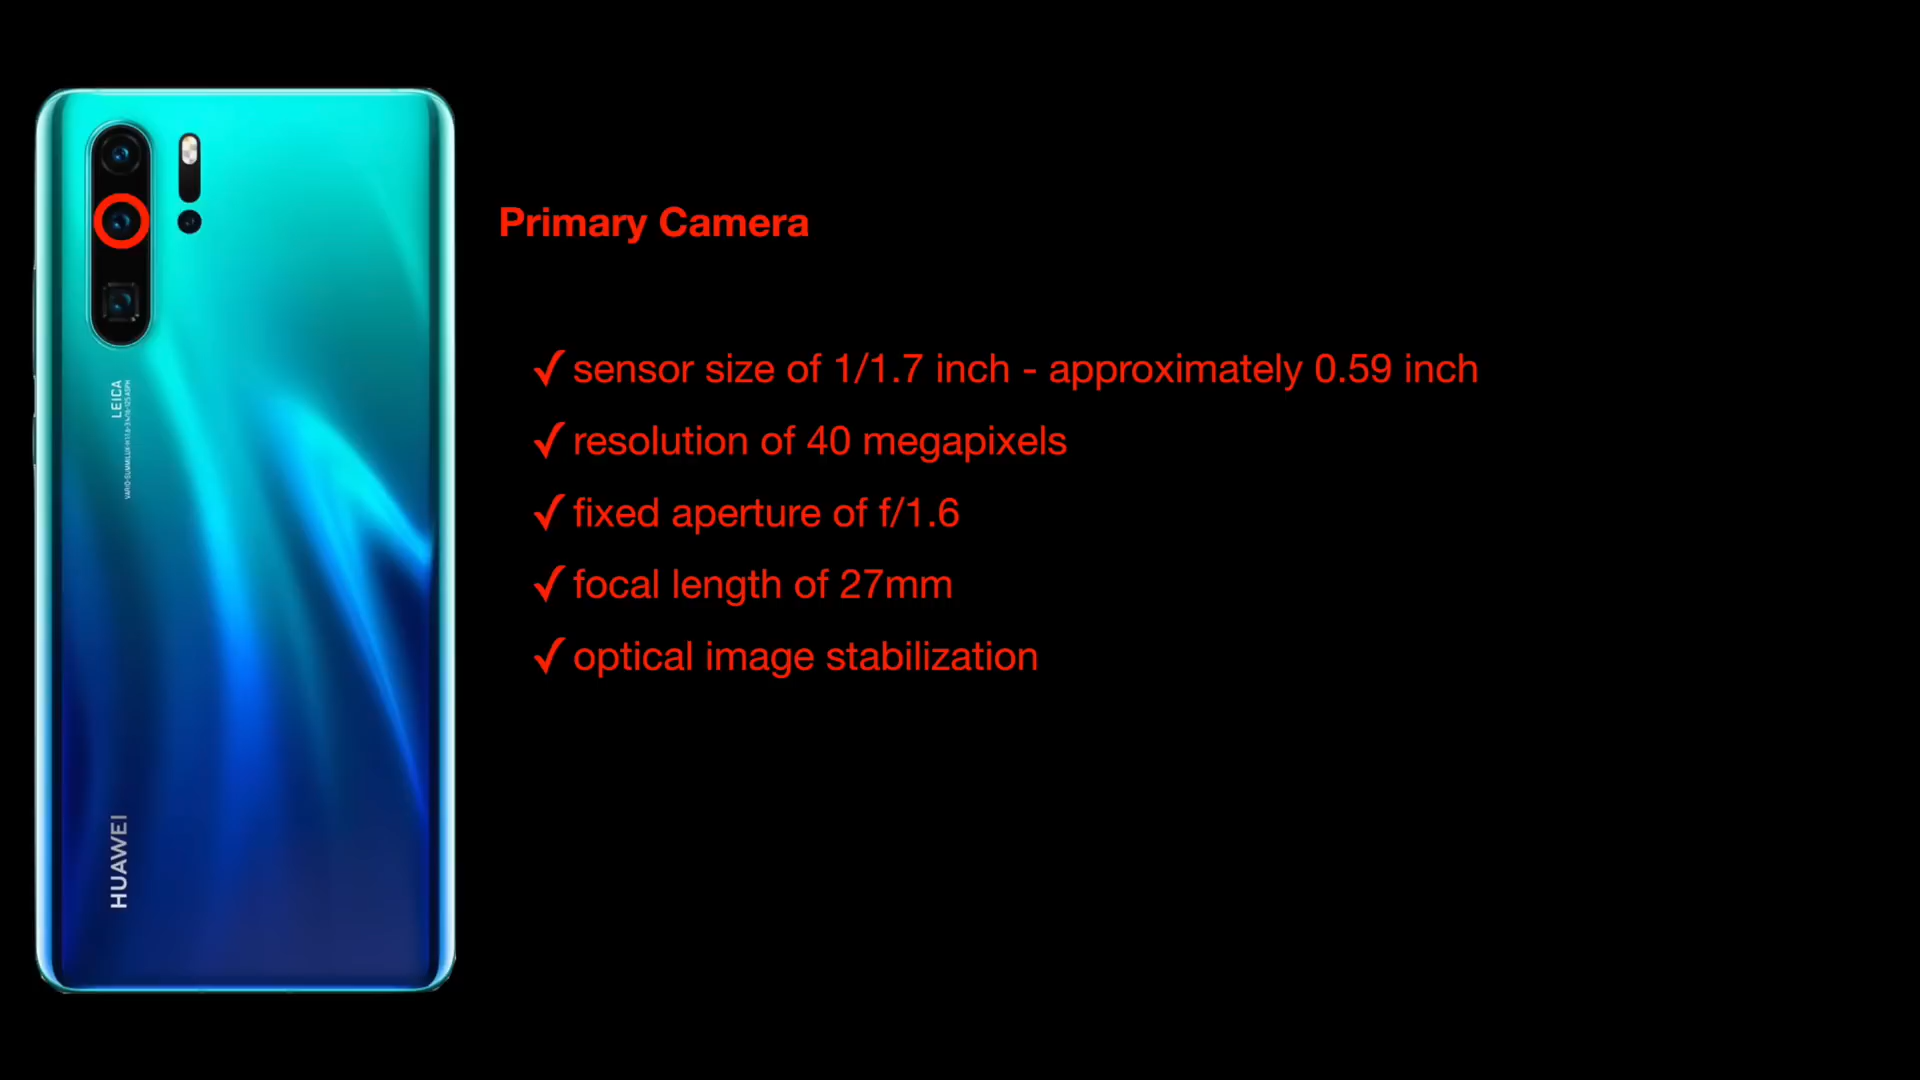 Primary Camera
✓ sensor size of 1/1.7 inch - approximately 0.59 inch
✓ resolution of 40 megapixels
✓ fixed aperture of f/1.6
✓ focal length of 27mm
✓ optical image stabilization
LEICA
HUAWEI